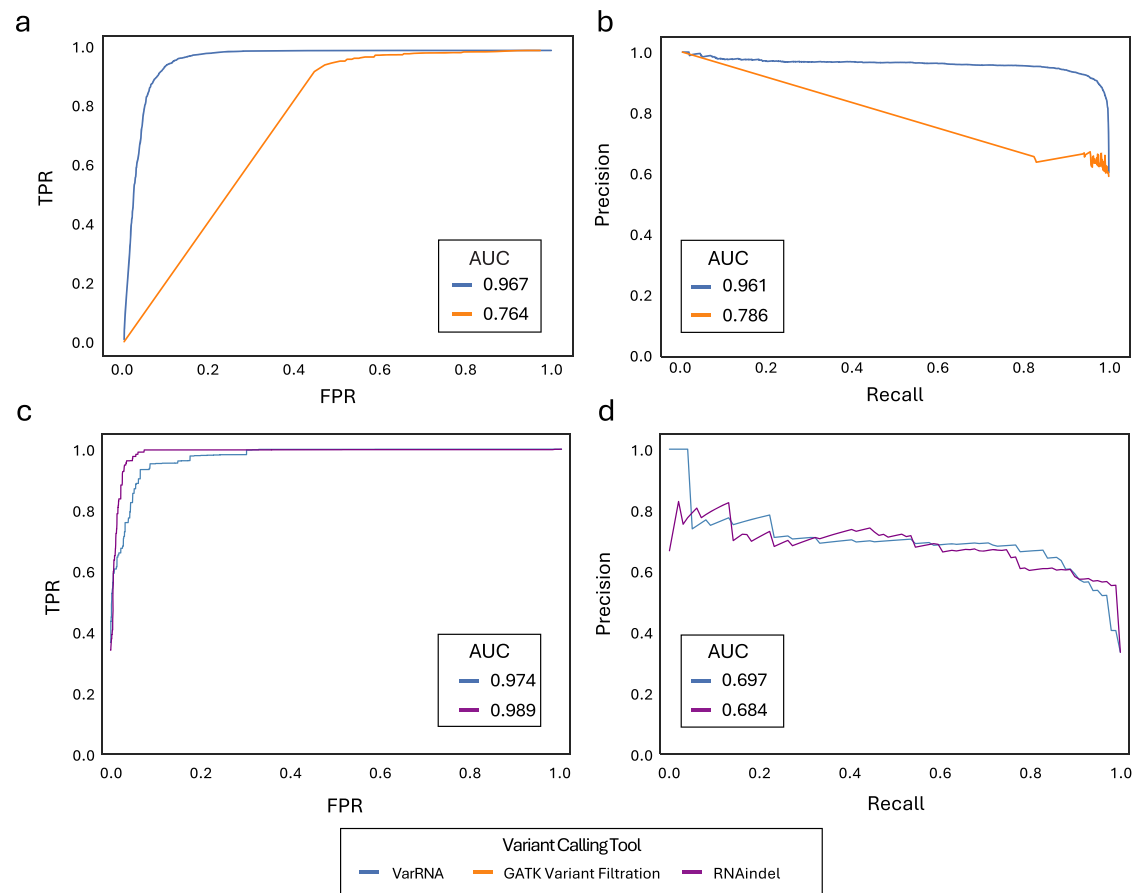 a
TPR
1.0
0.8
0.6
0.4
0.2
0.0
AUC
0.967
0.764
0.0 0.2 0.4 0.6 0.8 1.0
FPR
b
Precision
1.0
0.8
0.6
0.4
0.2
0.0
AUC
0.961
0.786
0.0 0.2 0.4 0.6 0.8 1.0
Recall
c
TPR
1.0
0.8
0.6
0.4
0.2
0.0
AUC
0.974
0.989
0.0 0.2 0.4 0.6 0.8 1.0
FPR
d
Precision
1.0
0.8
0.6
0.4
0.2
0.0
AUC
0.697
0.684
0.0 0.2 0.4 0.6 0.8 1.0
Recall
Variant Calling Tool
VarRNA GATK Variant Filtration RNAindel